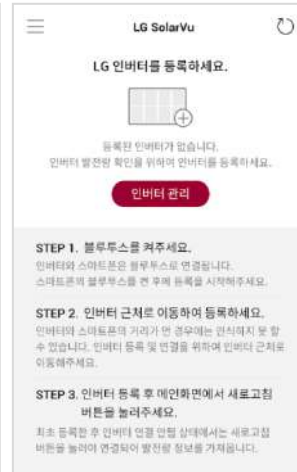 LG SolarVu
LG 인버터를 등록하세요.
등록된 인버터가 없습니다.
인버터 발전량 확인을 위하여 인버터를 등록하세요.
인버터 관리
STEP 1. 블루투스를 켜주세요.
인버터와 스마트폰은 블루투스로 연결됩니다.
스마트폰의 블루투스를 켠 후에 등록을 시작해주세요.
STEP 2. 인버터 근처로 이동하여 등록하세요.
인버터와 스마트폰의 거리가 먼 경우에는 인식하지 못 할
수 있습니다. 인버터 등록 및 연결을 위하여 인버터 근처로
이동해주세요.
STEP 3. 인버터 등록 후 메인화면에서 새로고침
버튼을 눌러주세요.
최초 등록한 후 인버터 연결 안됨 상태에서는 새로고침
버튼을 눌러야 연결되어 발전량 정보를 가져옵니다.